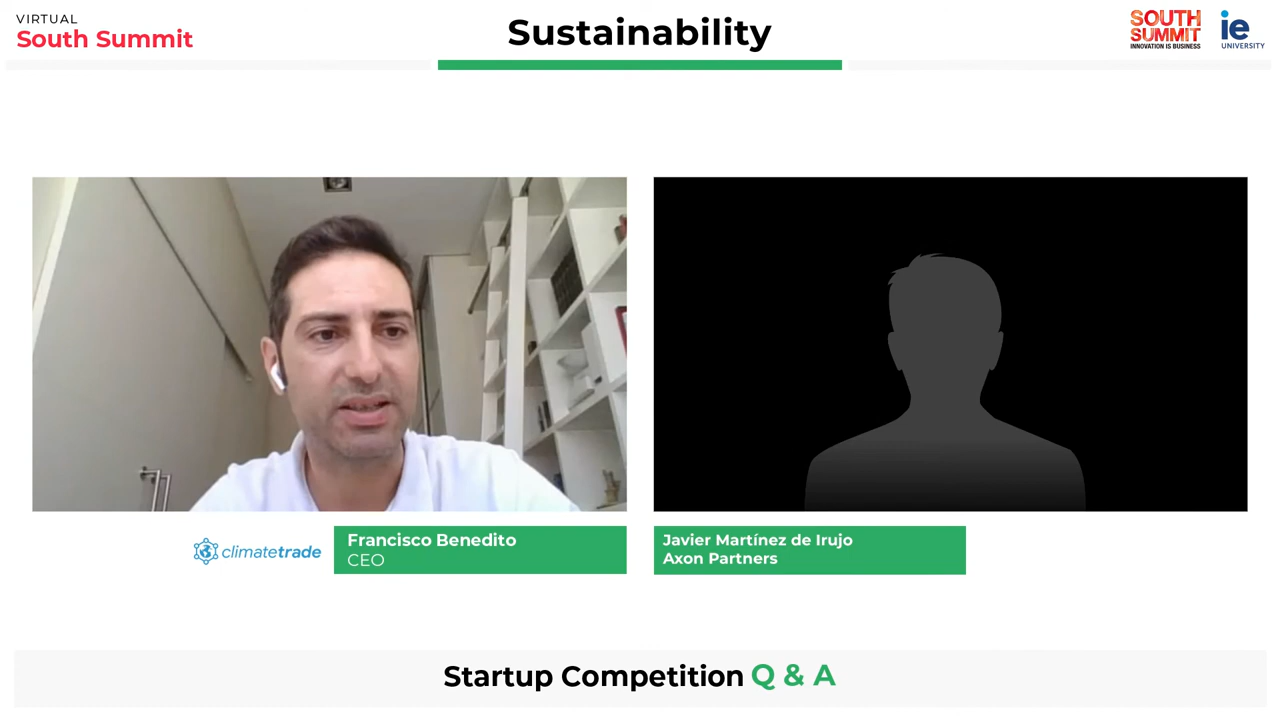 VIRTUAL
South Summit
Sustainability
SOUTH
SUMMIT
INNOVATION IS BUSINESS
ie
UNIVERSITY
climatetrade
Francisco Benedito
CEO
Javier Martínez de Irujo
Axon Partners
Startup Competition Q & A